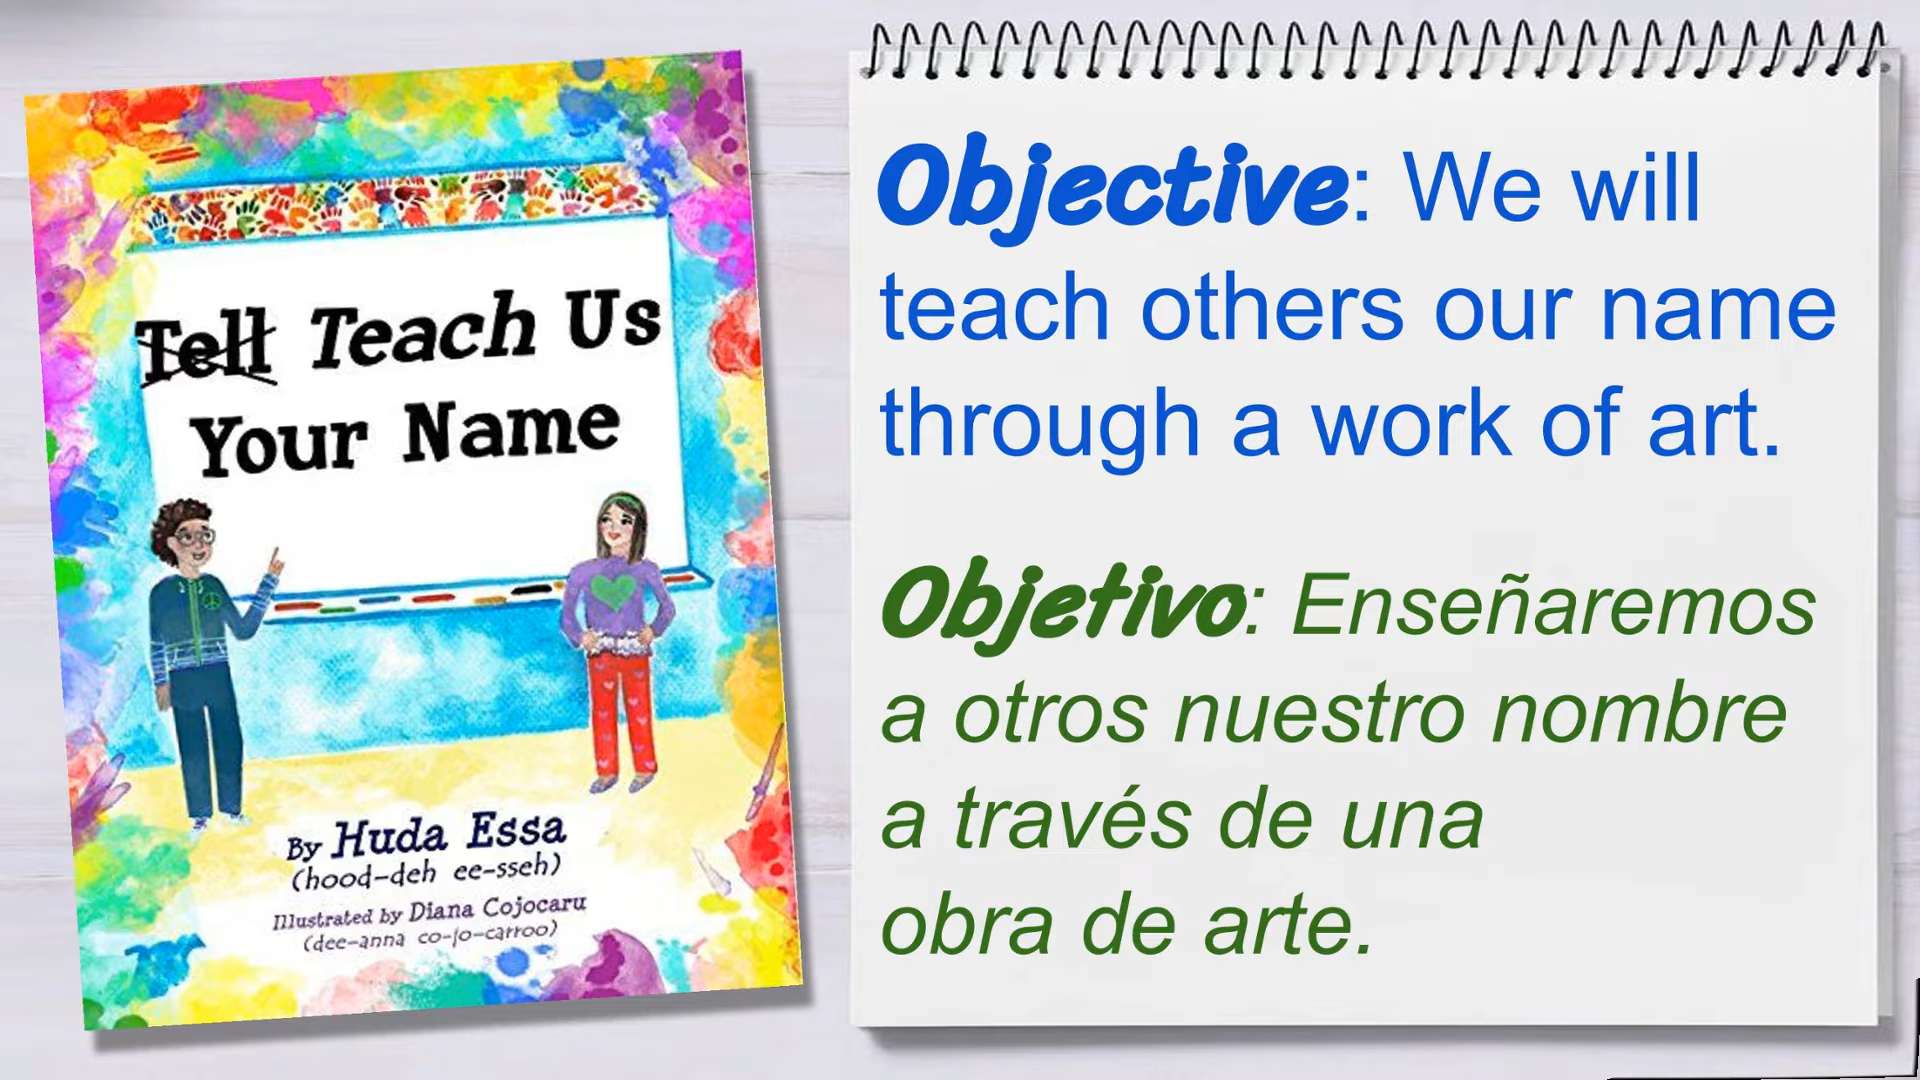 Tell Teach Us
Your Name
By Huda Essa
(hood-deh ee-sseh)
Illustrated by Diana Cojocaru
(dee-anna co-jo-carroo)
Objective: We will
teach others our name
through a work of art.
Objetivo: Enseñaremos
a otros nuestro nombre
a través de una
obra de arte.